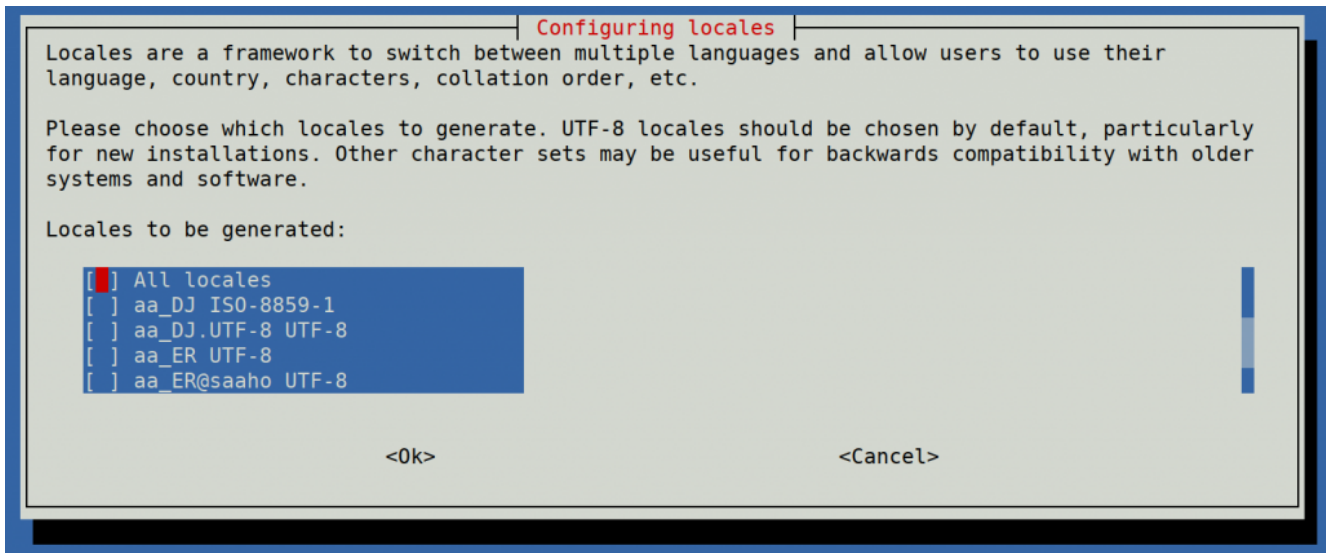 Configuring locales
Locales are a framework to switch between multiple languages and allow users to use their
language, country, characters, collation order, etc.
Please choose which locales to generate. UTF-8 locales should be chosen by default, particularly
for new installations. Other character sets may be useful for backwards compatibility with older
systems and software.
Locales to be generated:
[ ] All locales
[ ] aa_DJ ISO-8859-1
[ ] aa_DJ.UTF-8 UTF-8
[ ] aa_ER UTF-8
[ ] aa_ER@saaho UTF-8
<Ok> <Cancel>